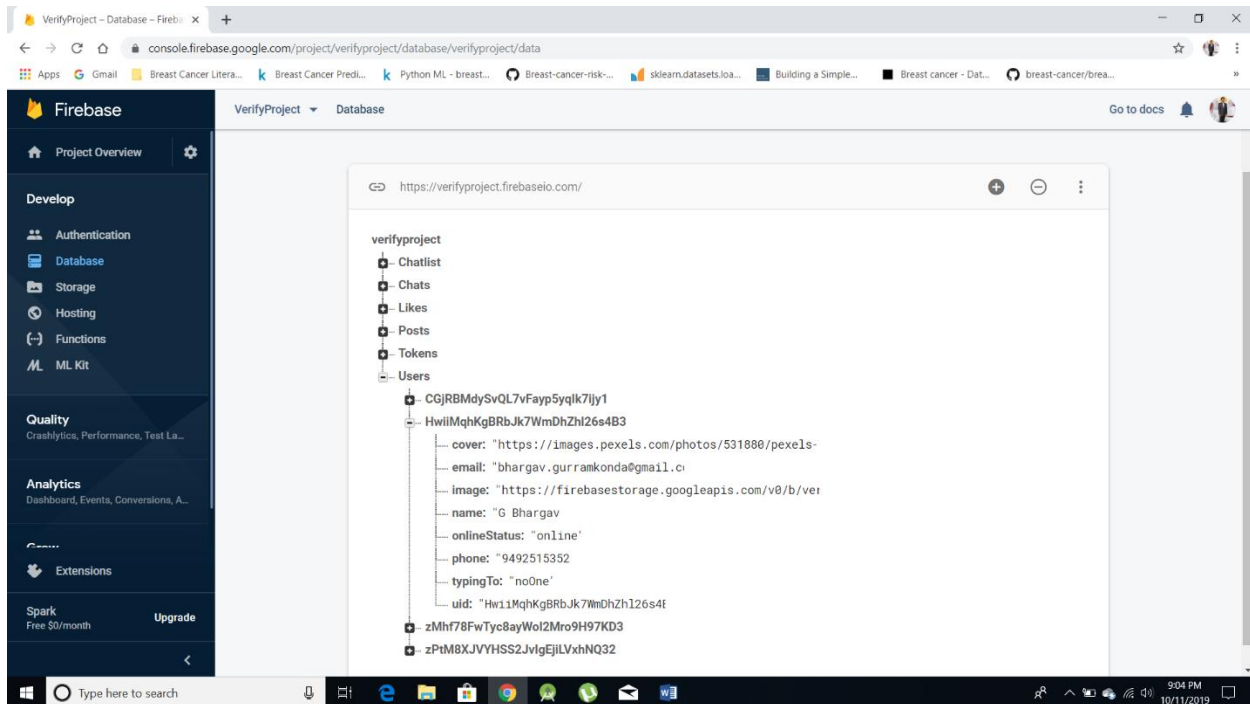 VerifyProject – Database – Fireba
console.firebase.google.com/project/verifyproject/database/verifyproject/data
Apps Gmail Breast Cancer Litera... Breast Cancer Predi... Python ML - breast... Breast-cancer-risk-... sklearn.datasets.loa... Building a Simple... Breast cancer - Dat... breast-cancer/brea...
Firebase
VerifyProject Database Go to docs
Project Overview
https://verifyproject.firebaseio.com/
Develop
Authentication
Database
Storage
Hosting
Functions
ML Kit
Quality
Crashlytics, Performance, Test La...
Analytics
Dashboard, Events, Conversions, A...
Extensions
Spark
Free $0/month
Upgrade
verifyproject
Chatlist
Chats
Likes
Posts
Tokens
Users
CGjRBMdySvQL7vFayp5yqlk7ijy1
HwiiMqhKgBRbJk7WmDhZhl26s4B3
cover: "https://images.pexels.com/photos/531880/pexels-
email: "bhargav.gurramkonda@gmail.c
image: "https://firebasestorage.googleapis.com/v0/b/ver
name: "G Bhargav
onlineStatus: "online'
phone: "9492515352
typingTo: "noOne'
uid: "HwiiMqhKgBRbJk7WmDhZhl26s4E
zMhf78FwTyc8ayWol2Mro9H97KD3
zPtM8XJVYHSS2JvIgEjiLVxhNQ32
Type here to search
9:04 PM
10/11/2019